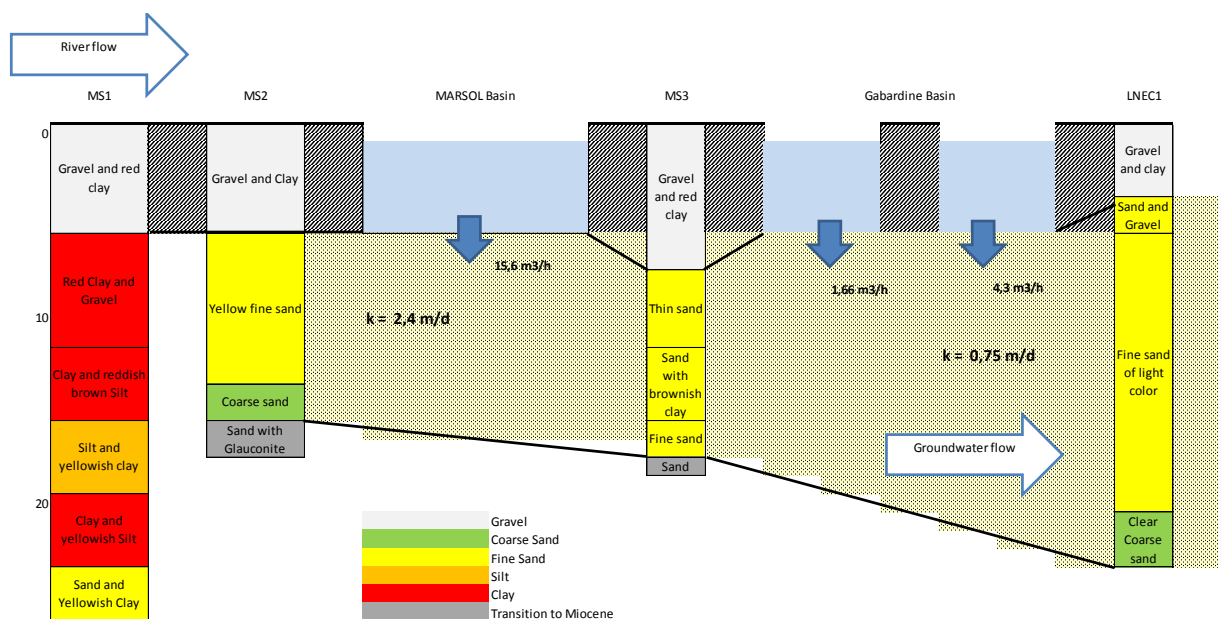 River flow
MS1
MS2
MARSOL Basin
MS3
Gabardine Basin
LNEC1
0
10
20
Gravel and red
clay
Red Clay and
Gravel
Clay and reddish
brown Silt
Silt and
yellowish clay
Clay and
yellowish Silt
Sand and
Yellowish Clay
Gravel and Clay
Yellow fine sand
Coarse sand
Sand with
Glauconite
15,6 m3/h
k = 2,4 m/d
Gravel
and red
clay
Thin sand
Sand
with
brownish
clay
Fine sand
Sand
1,66 m3/h
4,3 m3/h
k = 0,75 m/d
Groundwater flow
Gravel
and clay
Sand and
Gravel
Fine sand
of light
color
Clear
Coarse
sand
Gravel
Coarse Sand
Fine Sand
Silt
Clay
Transition to Miocene